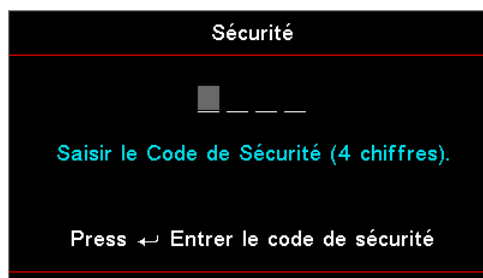 Sécurité
_ _ _ _
Saisir le Code de Sécurité (4 chiffres).
Press ↵ Entrer le code de sécurité